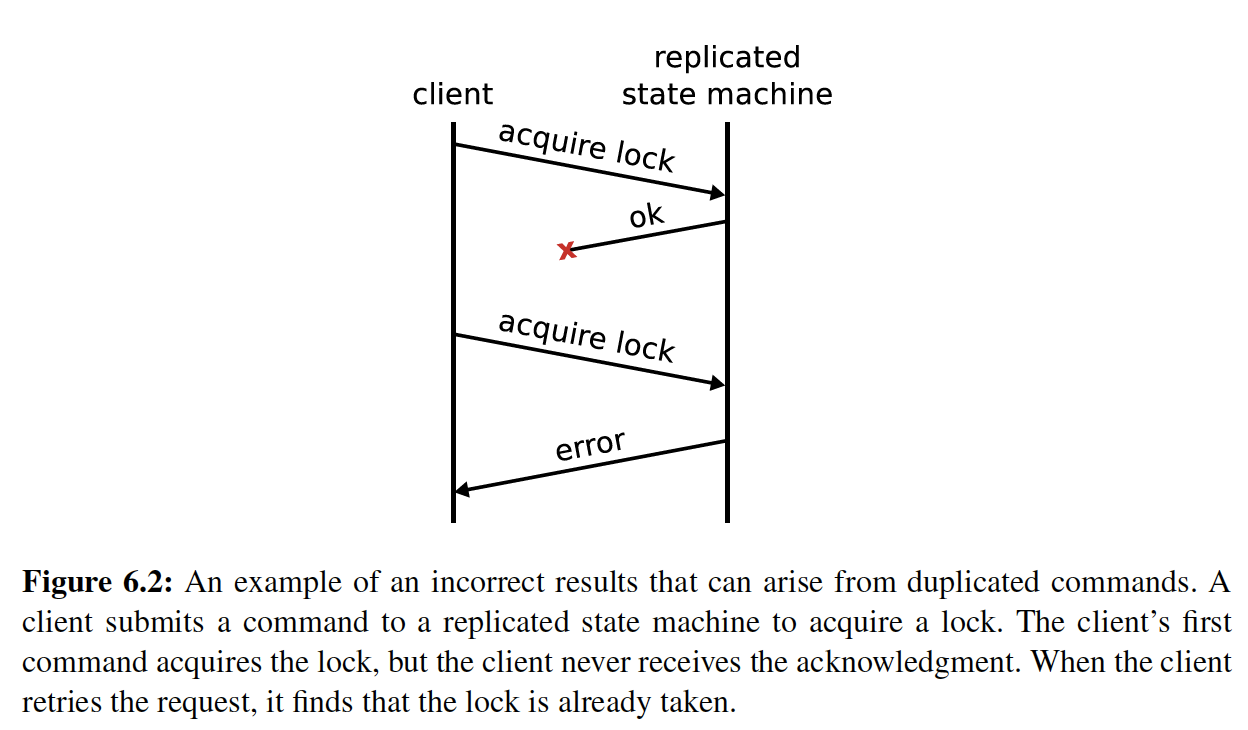 replicated
client
state machine
acquire lock
ok
x
acquire lock
error
Figure 6.2: An example of an incorrect results that can arise from duplicated commands. A
client submits a command to a replicated state machine to acquire a lock. The client’s first
command acquires the lock, but the client never receives the acknowledgment. When the client
retries the request, it finds that the lock is already taken.